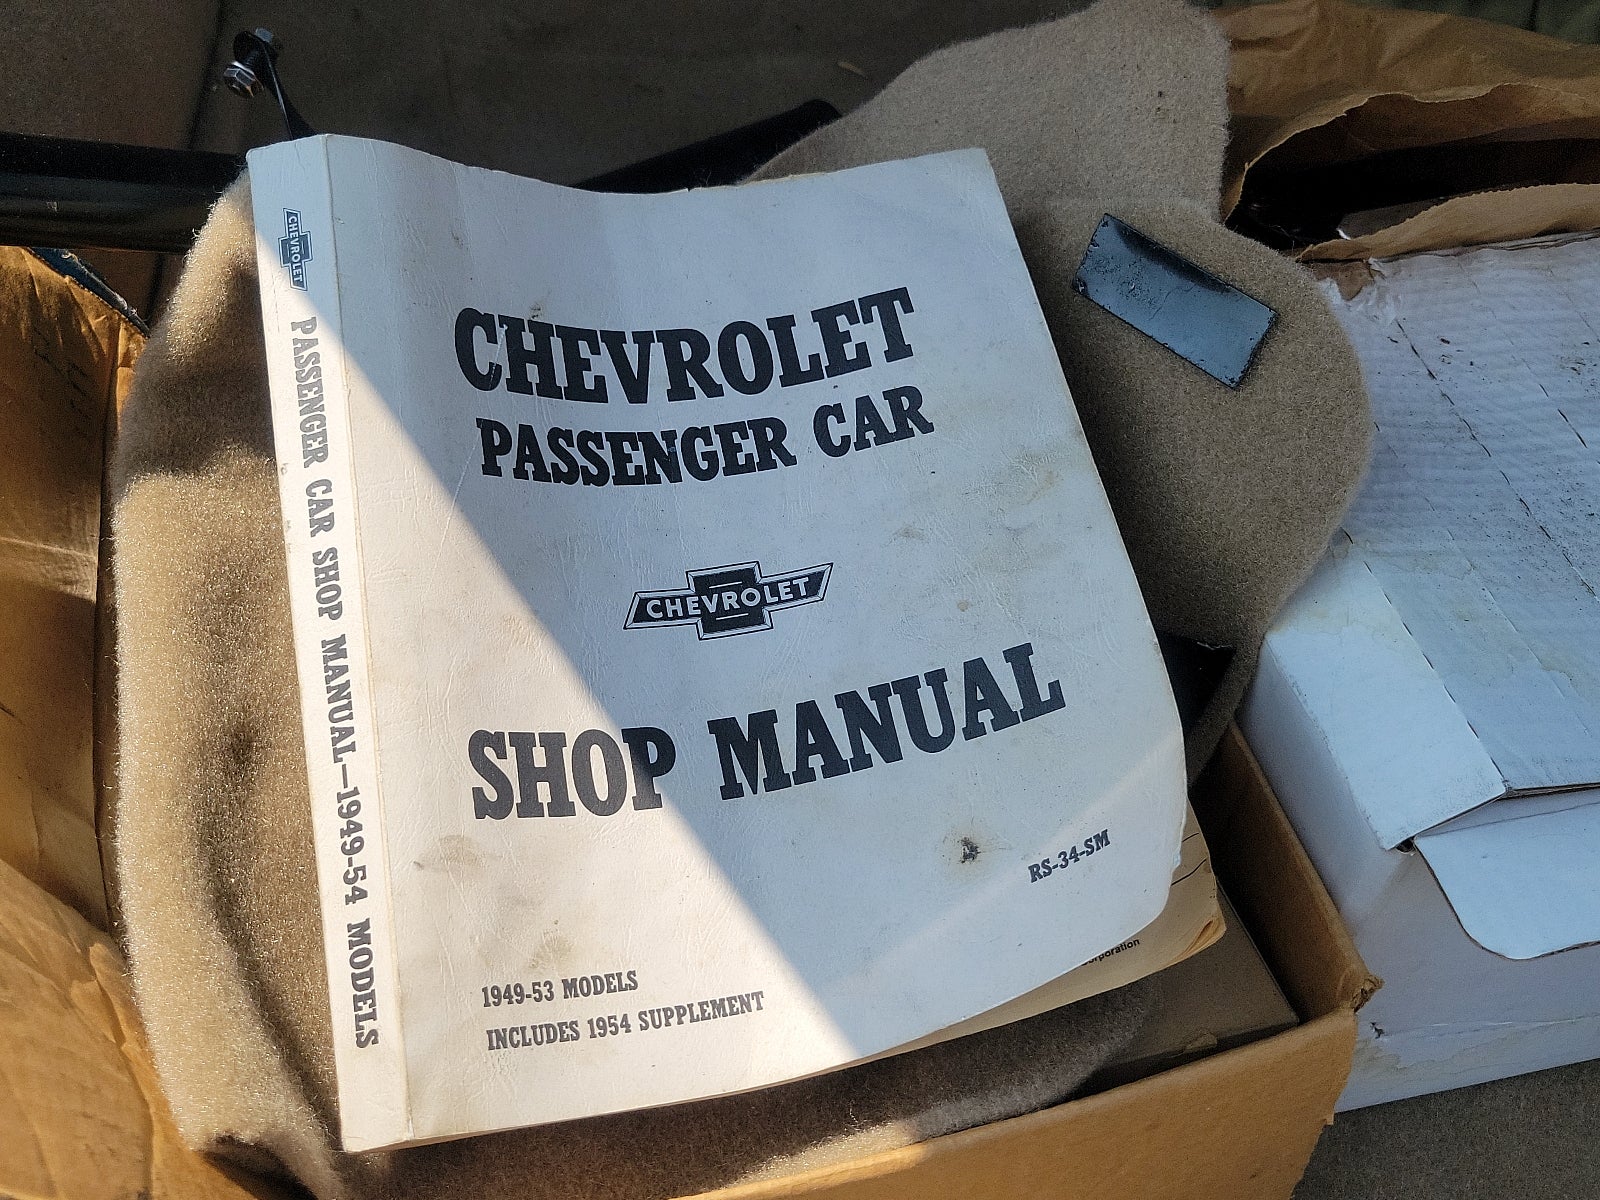 CHEVROLET
PASSENGER CAR SHOP MANUAL—1949-54 MODELS
CHEVROLET
PASSENGER CAR
CHEVROLET
SHOP MANUAL
RS-34-SM
1949-53 MODELS
INCLUDES 1954 SUPPLEMENT